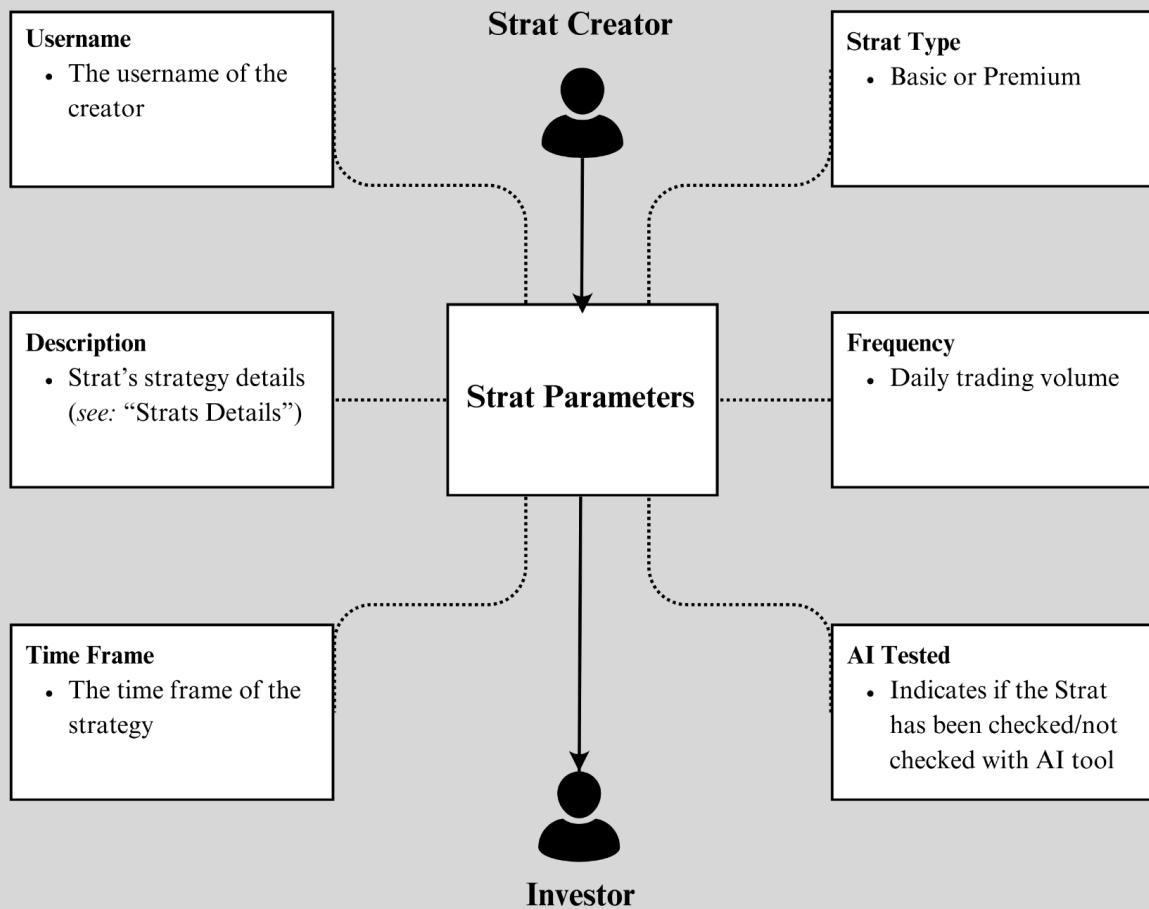 Strat Creator
Username
• The username of the
creator
Strat Type
• Basic or Premium
Description
• Strat's strategy details
(see: “Strats Details”)
Strat Parameters
Frequency
• Daily trading volume
Time Frame
• The time frame of the
strategy
AI Tested
• Indicates if the Strat
has been checked/not
checked with AI tool
Investor